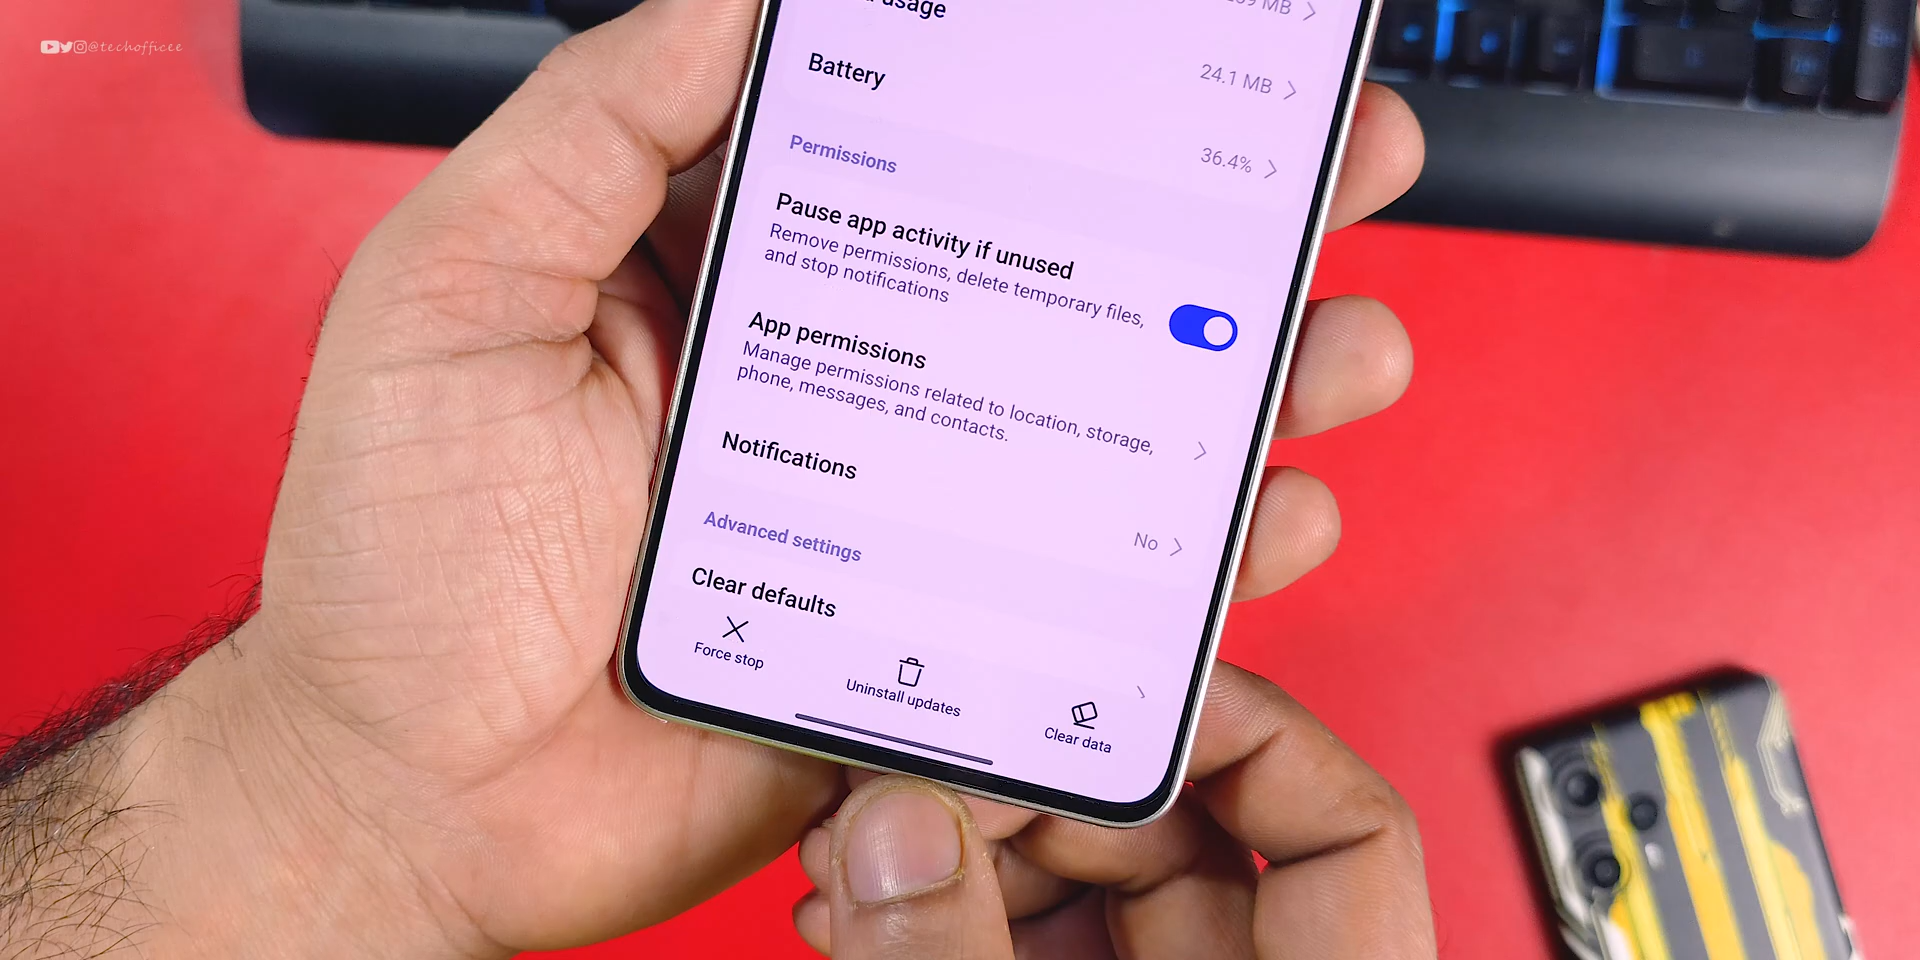 @techofficee
usage
MB
Battery
24.1 MB
Permissions
36.4%
Pause app activity if unused
Remove permissions, delete temporary files,
and stop notifications
App permissions
Manage permissions related to location, storage,
phone, messages, and contacts.
Notifications
No
Advanced settings
Clear defaults
Force stop
Uninstall updates
Clear data